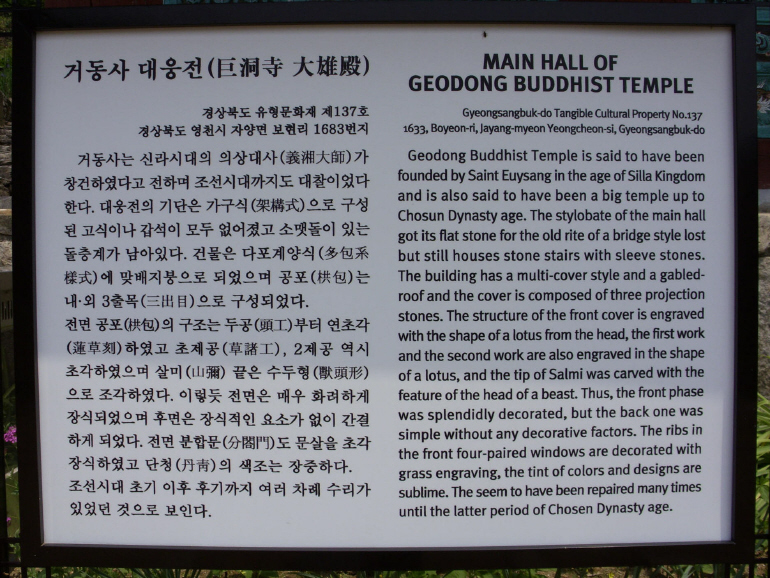 거동사 대웅전(巨洞寺 大雄殿)
경상북도 유형문화재 제137호
경상북도 영천시 자양면 보현리 1683번지
거동사는 신라시대의 의상대사(義湘大師)가
창건하였다고 전하며 조선시대까지도 대찰이었다
한다. 대웅전의 기단은 가구식(架構式)으로 구성
된 고식이나 갑석이 모두 없어졌고 소맷돌이 있는
돌층계가 남아있다. 건물은 다포계양식(多包系
樣式)에 맞배지붕으로 되었으며 공포(栱包)는
내·외 3출목(三出目)으로 구성되었다.
전면 공포(栱包)의 구조는 두공(頭工)부터 연초각
(蓮草刻)하였고 초제공(草諸工), 2제공 역시
초각하였으며 살미(山彌) 끝은 수두형(獸頭形)
으로 조각하였다. 이렇듯 전면은 매우 화려하게
장식되었으며 후면은 장식적인 요소가 없이 간결
하게 되었다. 전면 분합문(分閤門)도 문살을 초각
장식하였고 단청(丹靑)의 색조는 장중하다.
조선시대 초기 이후 후기까지 여러 차례 수리가
있었던 것으로 보인다.
MAIN HALL OF
GEODONG BUDDHIST TEMPLE
Gyeongsangbuk-do Tangible Cultural Property No.137
1633, Boyeon-ri, Jayang-myeon Yeongcheon-si, Gyeongsangbuk-do
Geodong Buddhist Temple is said to have been
founded by Saint Euysang in the age of Silla Kingdom
and is also said to have been a big temple up to
Chosun Dynasty age. The stylobate of the main hall
got its flat stone for the old rite of a bridge style lost
but still houses stone stairs with sleeve stones.
The building has a multi-cover style and a gabled-
roof and the cover is composed of three projection
stones. The structure of the front cover is engraved
with the shape of a lotus from the head, the first work
and the second work are also engraved in the shape
of a lotus, and the tip of Salmi was carved with the
feature of the head of a beast. Thus, the front phase
was splendidly decorated, but the back one was
simple without any decorative factors. The ribs in
the front four-paired windows are decorated with
grass engraving, the tint of colors and designs are
sublime. The seem to have been repaired many times
until the latter period of Chosen Dynasty age.